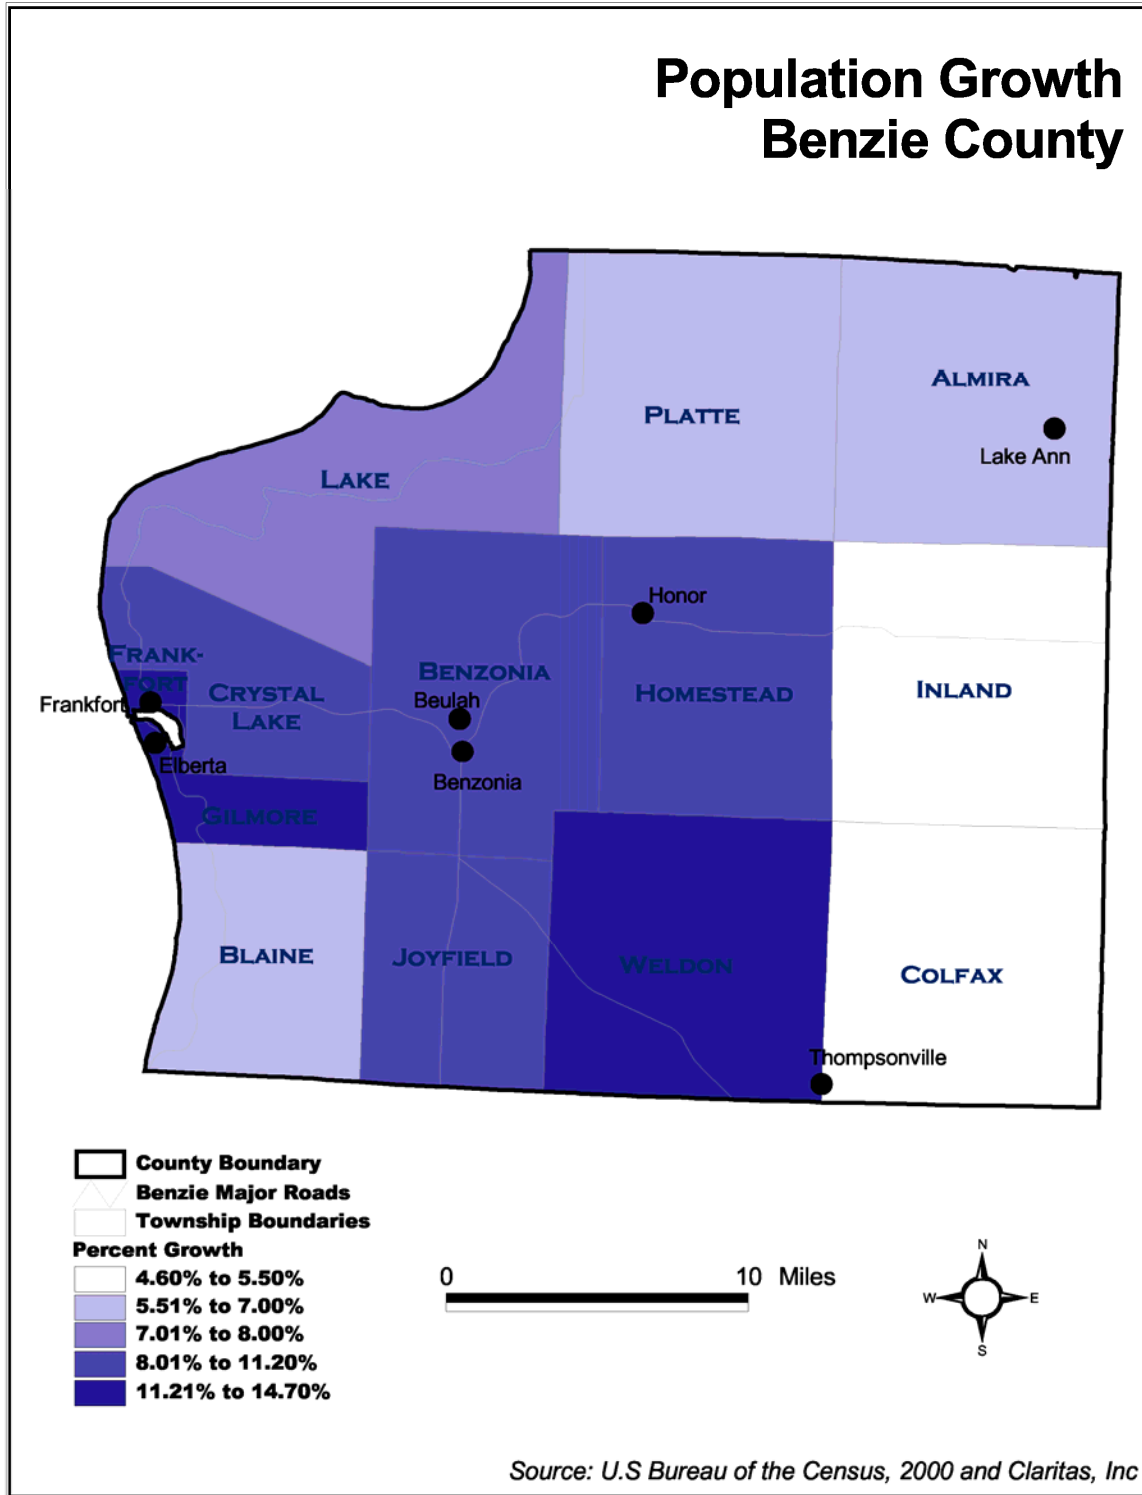 Population Growth
Benzie County
ALMIRA
PLATTE
Lake Ann
LAKE
Honor
FRANK-
FORT
BENZONIA
CRYSTAL
LAKE
HOMESTEAD
INLAND
Frankfort
Beulah
Elberta
Benzonia
GILMORE
BLAINE
JOYFIELD
WELDON
COLFAX
Thompsonville
County Boundary
Benzie Major Roads
Township Boundaries
Percent Growth
4.60% to 5.50%
5.51% to 7.00%
7.01% to 8.00%
8.01% to 11.20%
11.21% to 14.70%
0 10 Miles
N
W E
S
Source: U.S Bureau of the Census, 2000 and Claritas, Inc